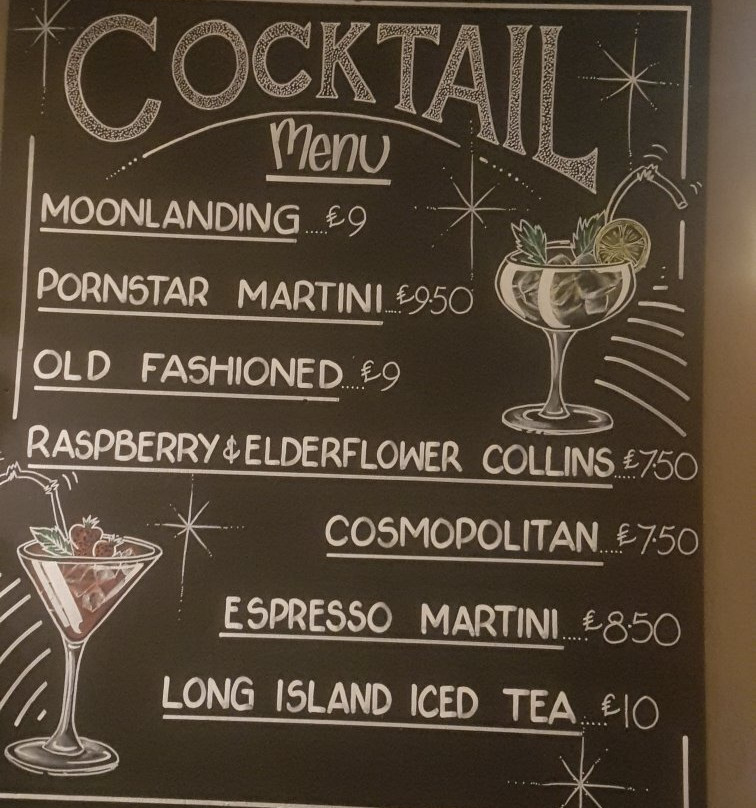 COCKTAIL
Menu
MOONLANDING....£9
PORNSTAR MARTINI...£9.50
OLD FASHIONED....£9
RASPBERRY & ELDERFLOWER COLLINS....£7.50
COSMOPOLITAN....£7.50
ESPRESSO MARTINI....£8.50
LONG ISLAND ICED TEA....£10